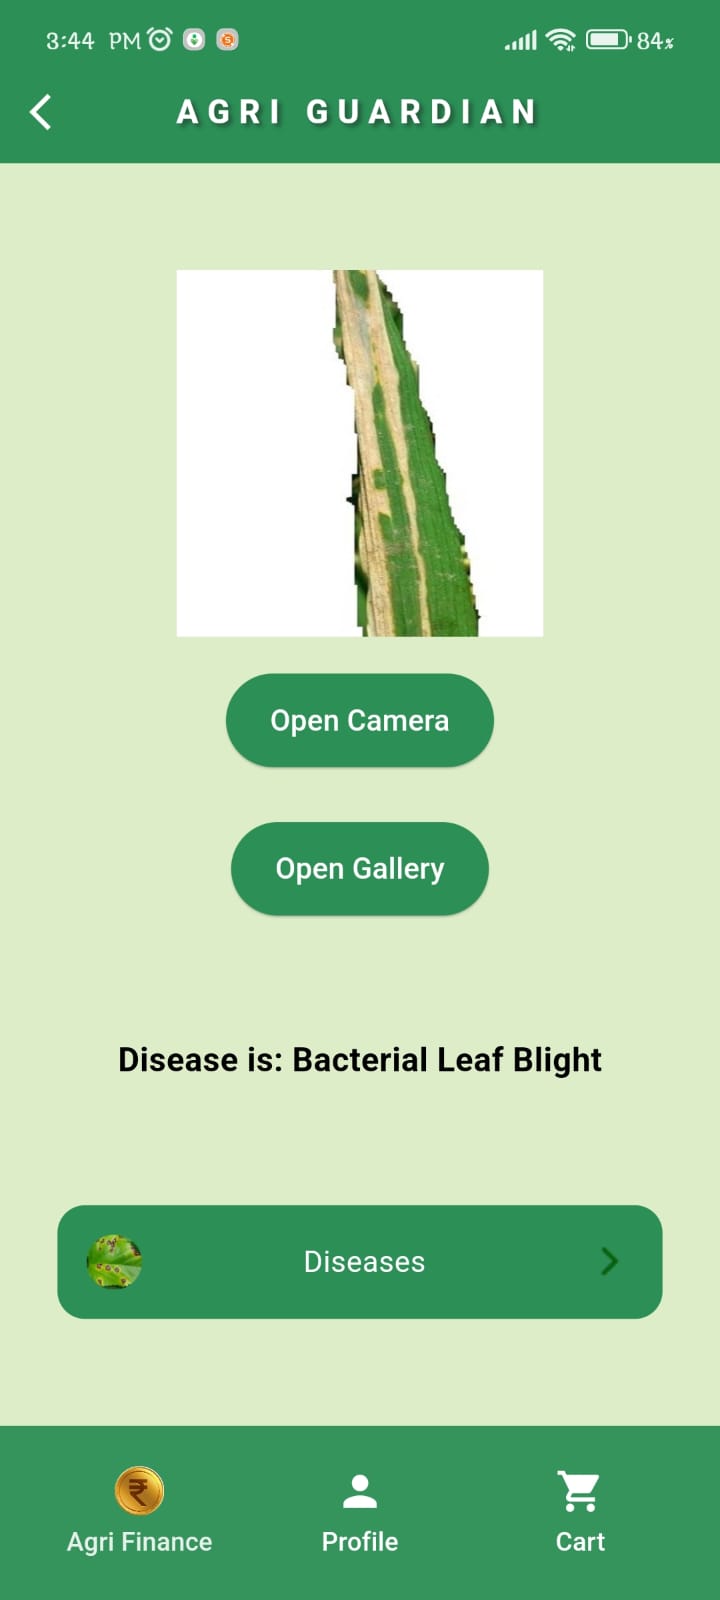 3:44 PM
84%
AGRI GUARDIAN
Open Camera
Open Gallery
Disease is: Bacterial Leaf Blight
Diseases
Agri Finance
Profile
Cart